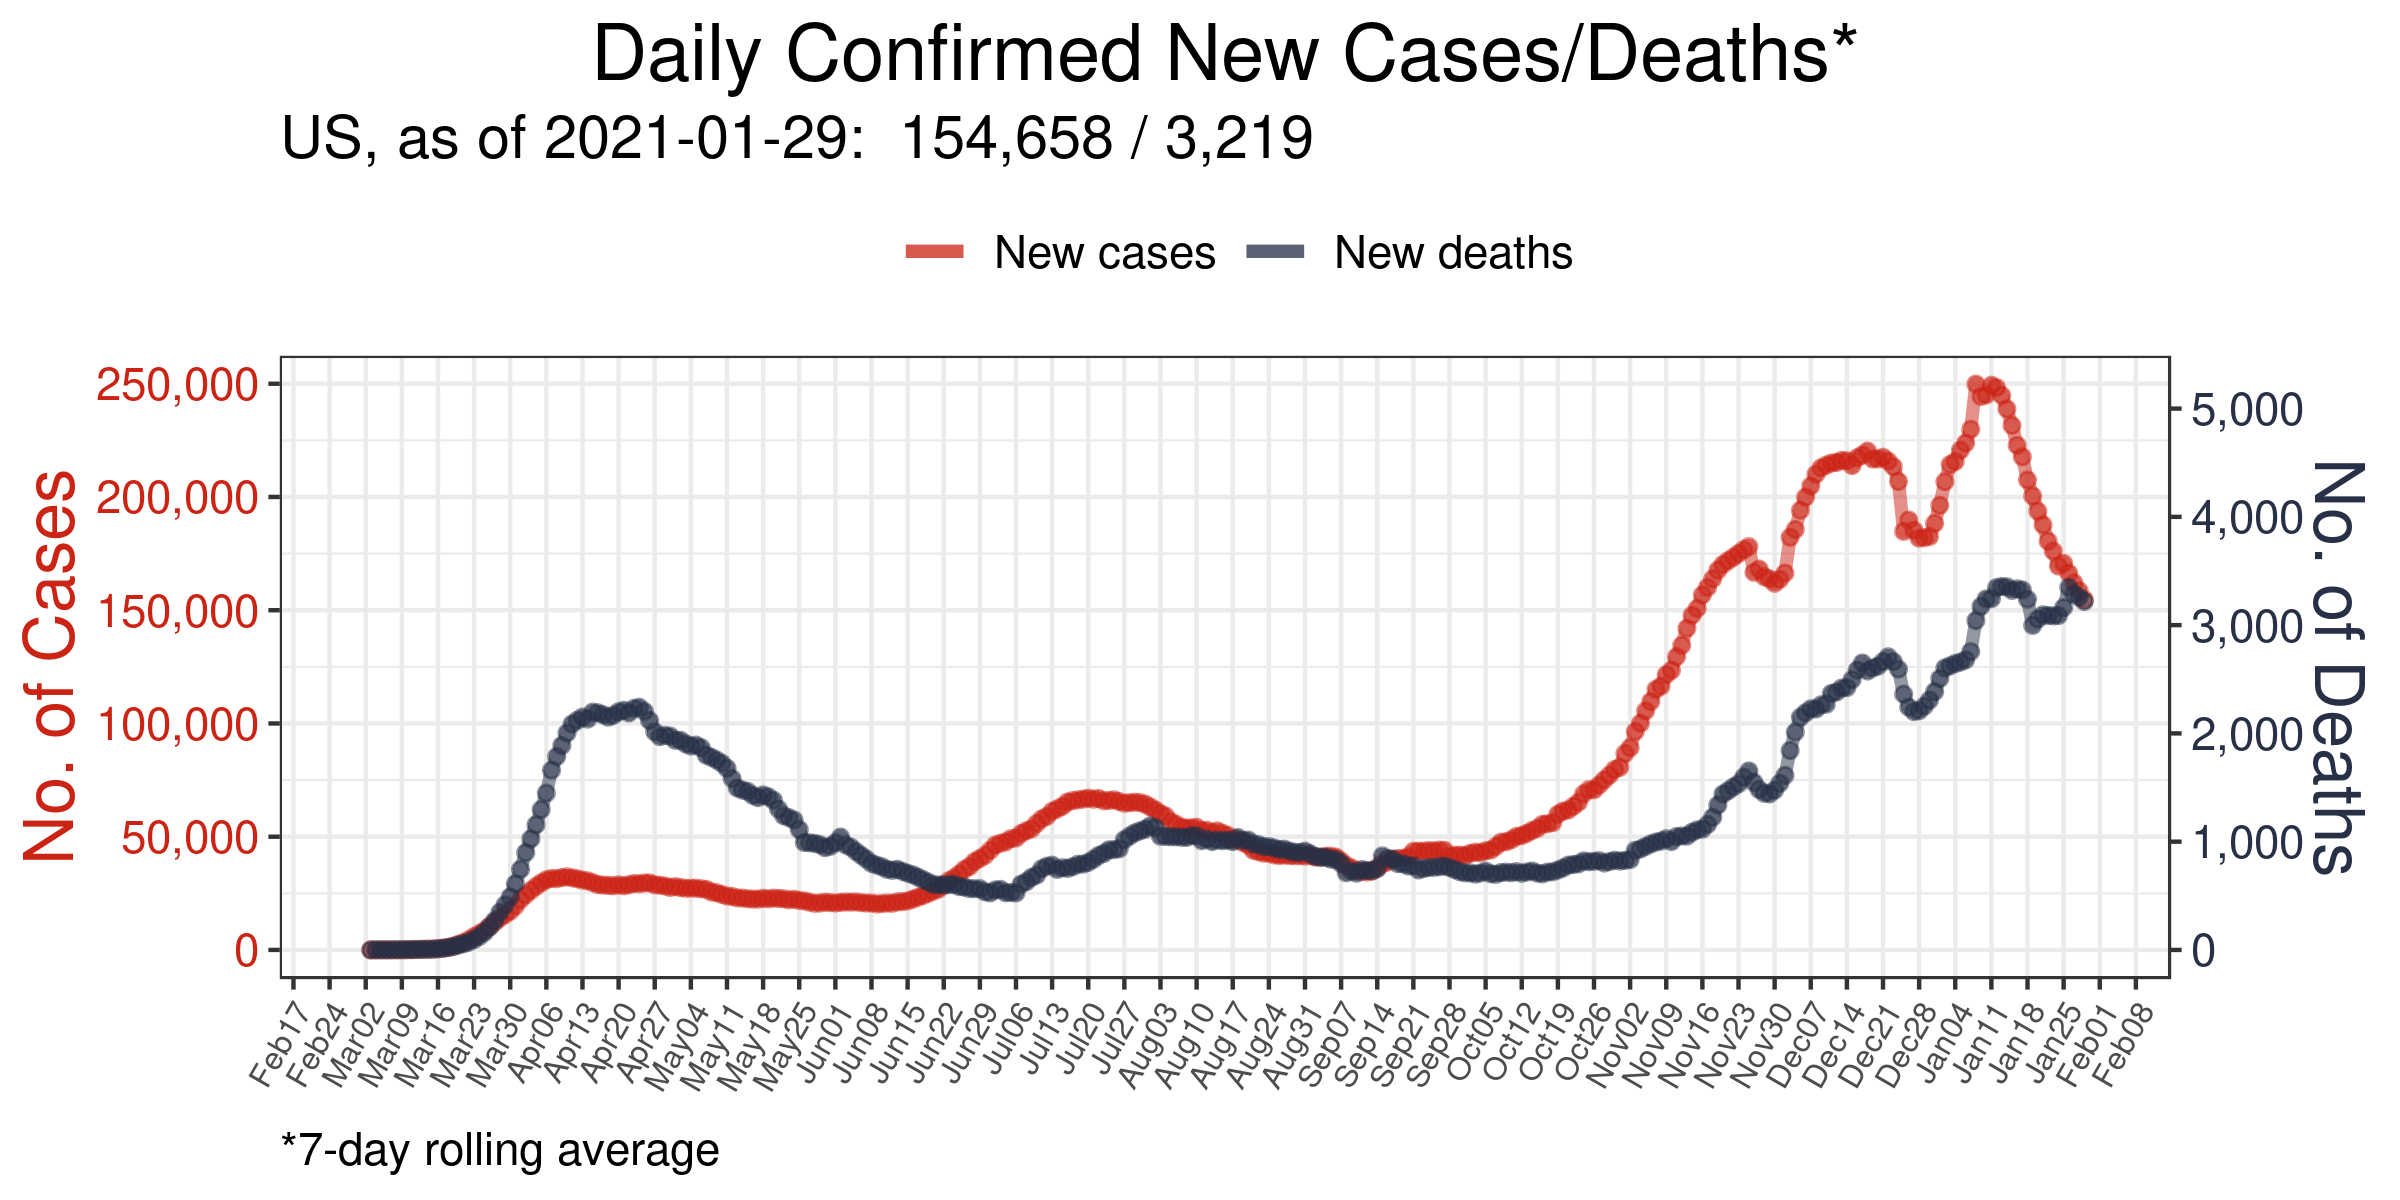 Daily Confirmed New Cases/Deaths*
US, as of 2021-01-29:  154,658 / 3,219
New cases
New deaths
No. of Cases
250,000
200,000
150,000
100,000
50,000
0
5,000
4,000
3,000
2,000
1,000
0
No. of Deaths
Feb17
Feb24
Mar02
Mar09
Mar16
Mar23
Mar30
Apr06
Apr13
Apr20
Apr27
May04
May11
May18
May25
Jun01
Jun08
Jun15
Jun22
Jun29
Jul06
Jul13
Jul20
Jul27
Aug03
Aug10
Aug17
Aug24
Aug31
Sep07
Sep14
Sep21
Sep28
Oct05
Oct12
Oct19
Oct26
Nov02
Nov09
Nov16
Nov23
Nov30
Dec07
Dec14
Dec21
Dec28
Jan04
Jan11
Jan18
Jan25
Feb01
Feb08
*7-day rolling average